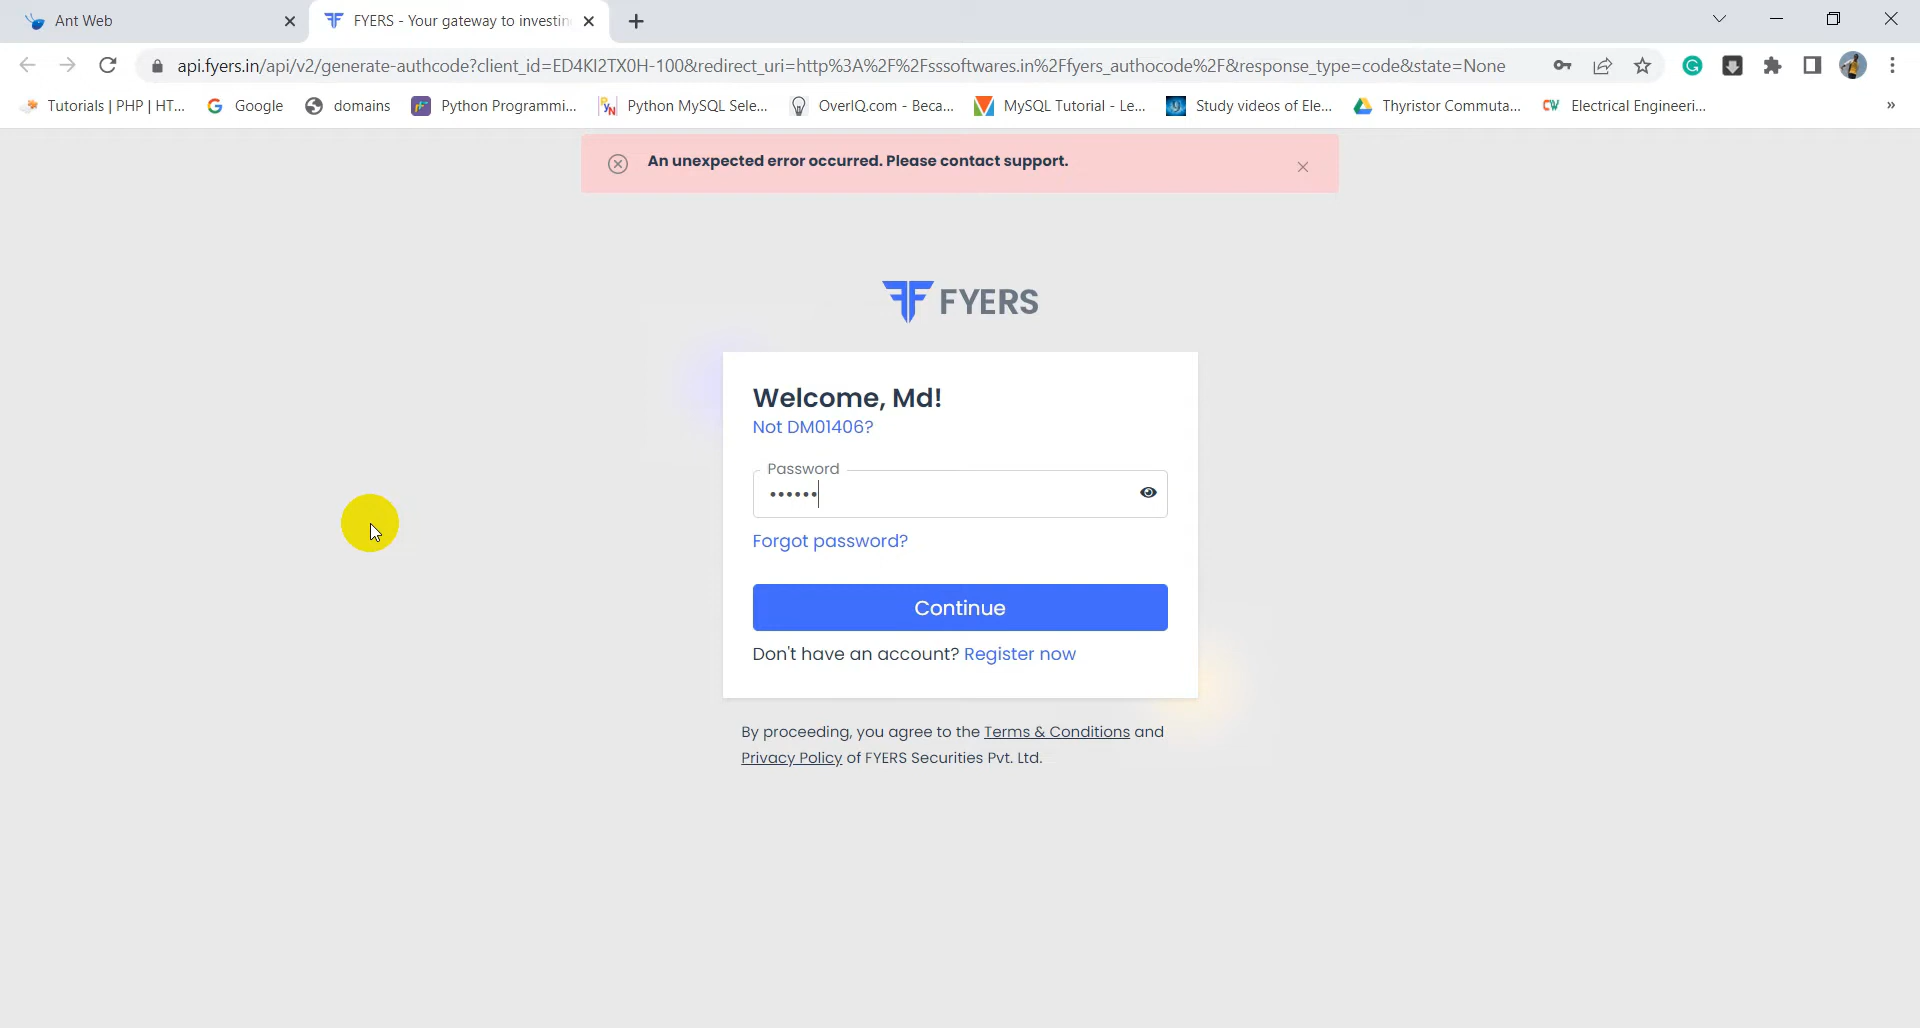 Ant Web
FYERS - Your gateway to investin
api.fyers.in/api/v2/generate-authcode?client_id=ED4KI2TX0H-100&redirect_uri=http%3A%2F%2Fsssoftwares.in%2Ffyers_authocode%2F&response_type=code&state=None
Tutorials | PHP | HT... Google domains Python Programmi... Python MySQL Sele... OverIQ.com - Beca... MySQL Tutorial - Le... Study videos of Ele... Thyristor Commuta... Electrical Engineeri... »
An unexpected error occurred. Please contact support.
FYERS
Welcome, Md!
Not DM01406?
Password
••••••
Forgot password?
Continue
Don't have an account? Register now
By proceeding, you agree to the Terms & Conditions and
Privacy Policy of FYERS Securities Pvt. Ltd.